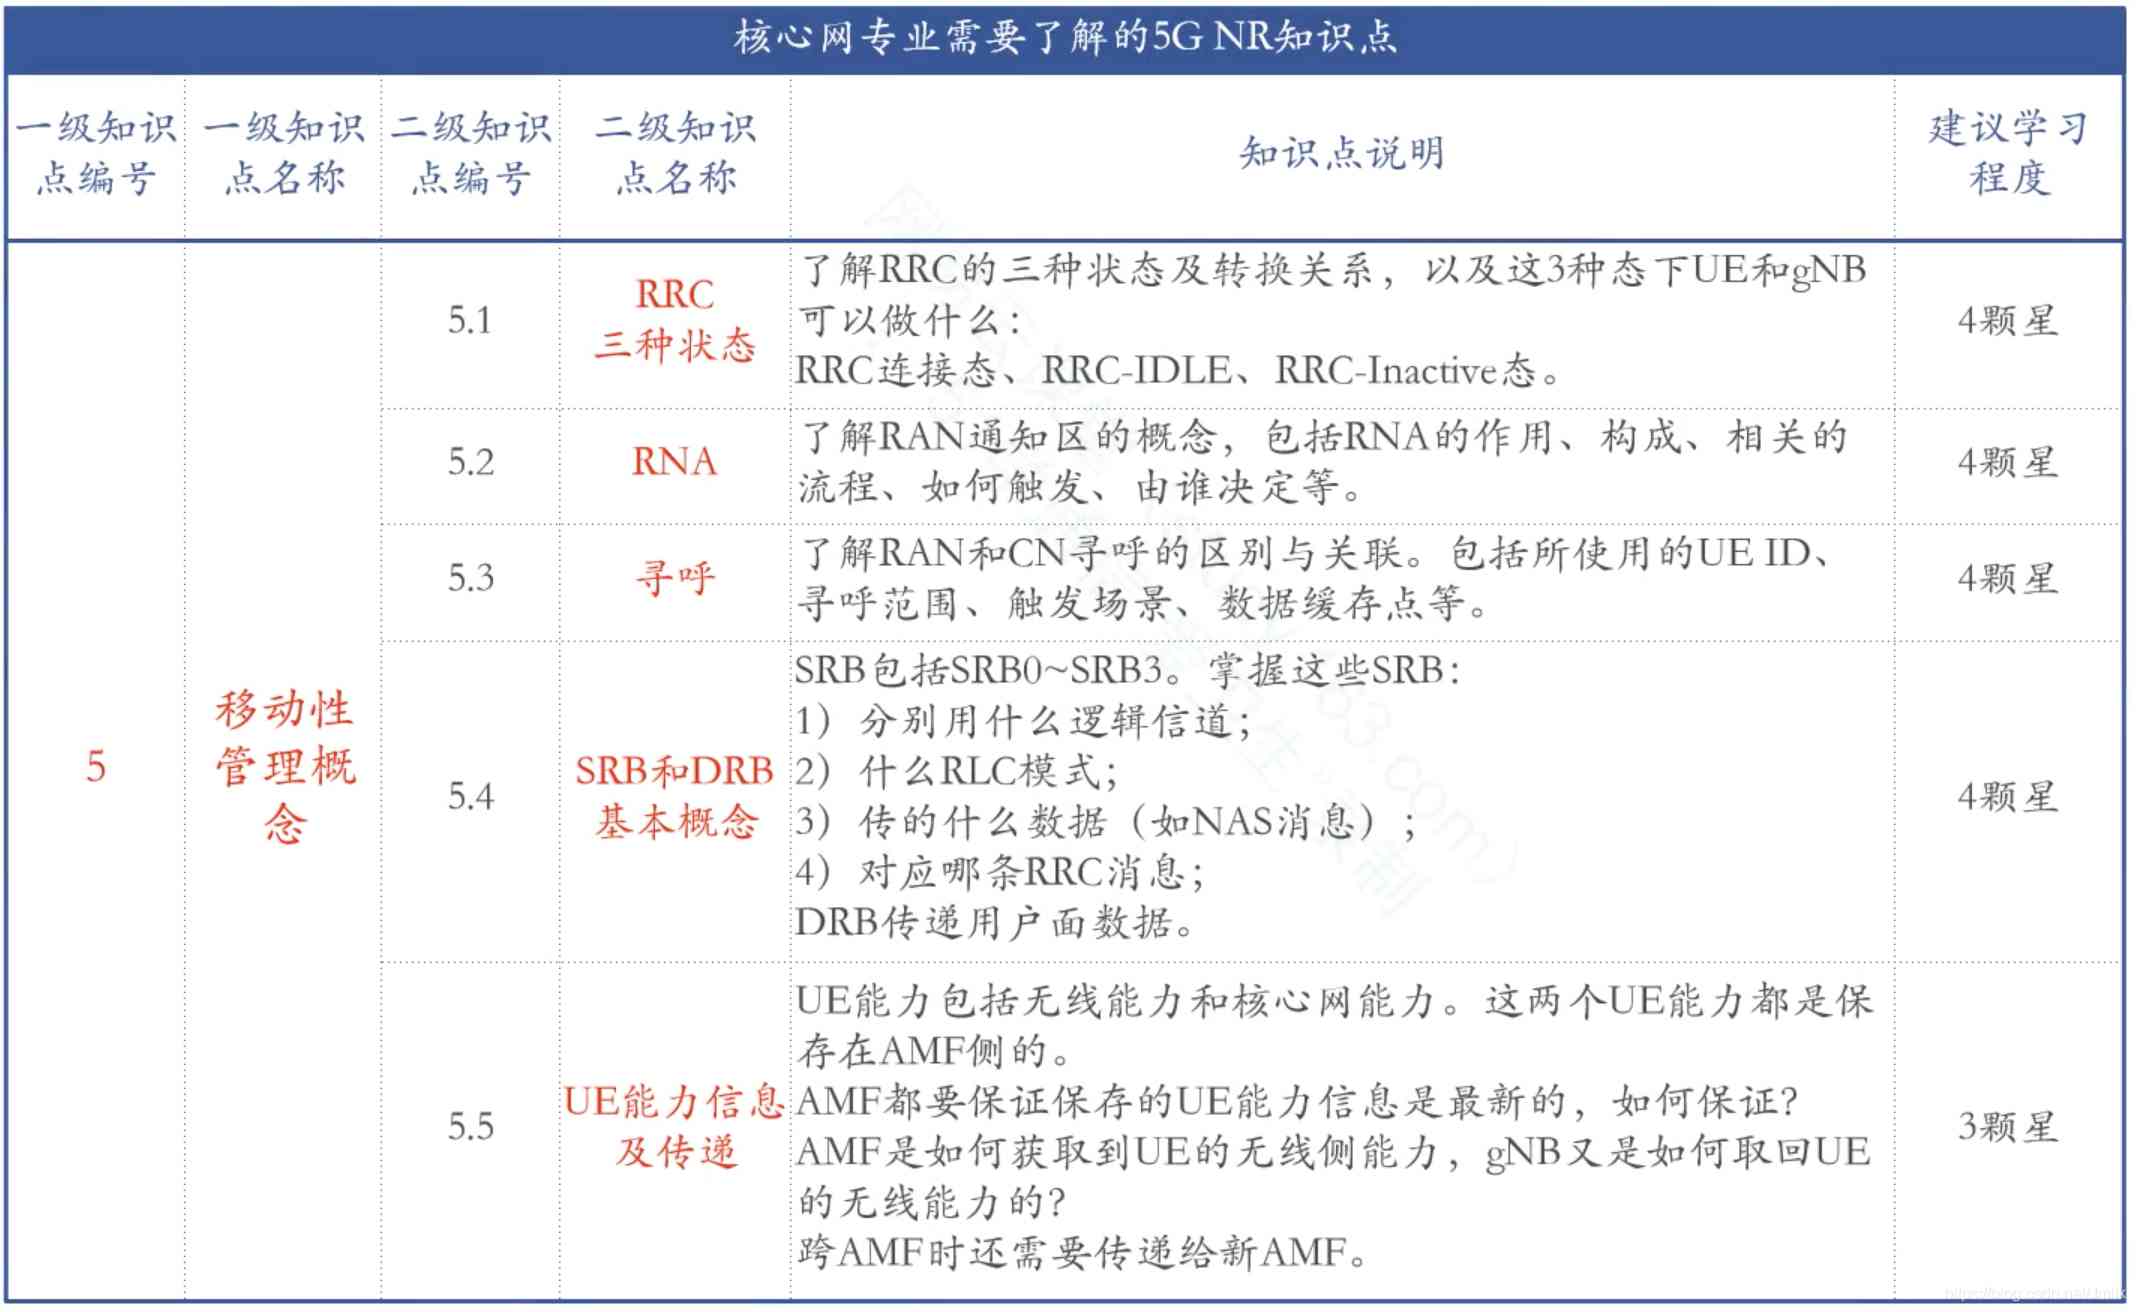 核心网专业需要了解的5G NR知识点
一级知识
点编号
一级知识
点名称
二级知识
点编号
二级知识
点名称
知识点说明
建议学习
程度
5
移动性
管理概
念
5.1
RRC
三种状态
了解RRC的三种状态及转换关系，以及这3种态下UE和gNB
可以做什么：
RRC连接态、RRC-IDLE、RRC-Inactive态。
4颗星
5.2
RNA
了解RAN通知区的概念，包括RNA的作用、构成、相关的
流程、如何触发、由谁决定等。
4颗星
5.3
寻呼
了解RAN和CN寻呼的区别与关联。包括所使用的UE ID、
寻呼范围、触发场景、数据缓存点等。
4颗星
5.4
SRB和DRB
基本概念
SRB包括SRB0~SRB3。掌握这些SRB：
1）分别用什么逻辑信道；
2）什么RLC模式；
3）传的什么数据（如NAS消息）；
4）对应哪条RRC消息；
DRB传递用户面数据。
4颗星
5.5
UE能力信息
及传递
UE能力包括无线能力和核心网能力。这两个UE能力都是保
存在AMF侧的。
AMF都要保证保存的UE能力信息是最新的，如何保证？
AMF是如何获取到UE的无线侧能力，gNB又是如何取回UE
的无线能力的？
跨AMF时还需要传递给新AMF。
3颗星